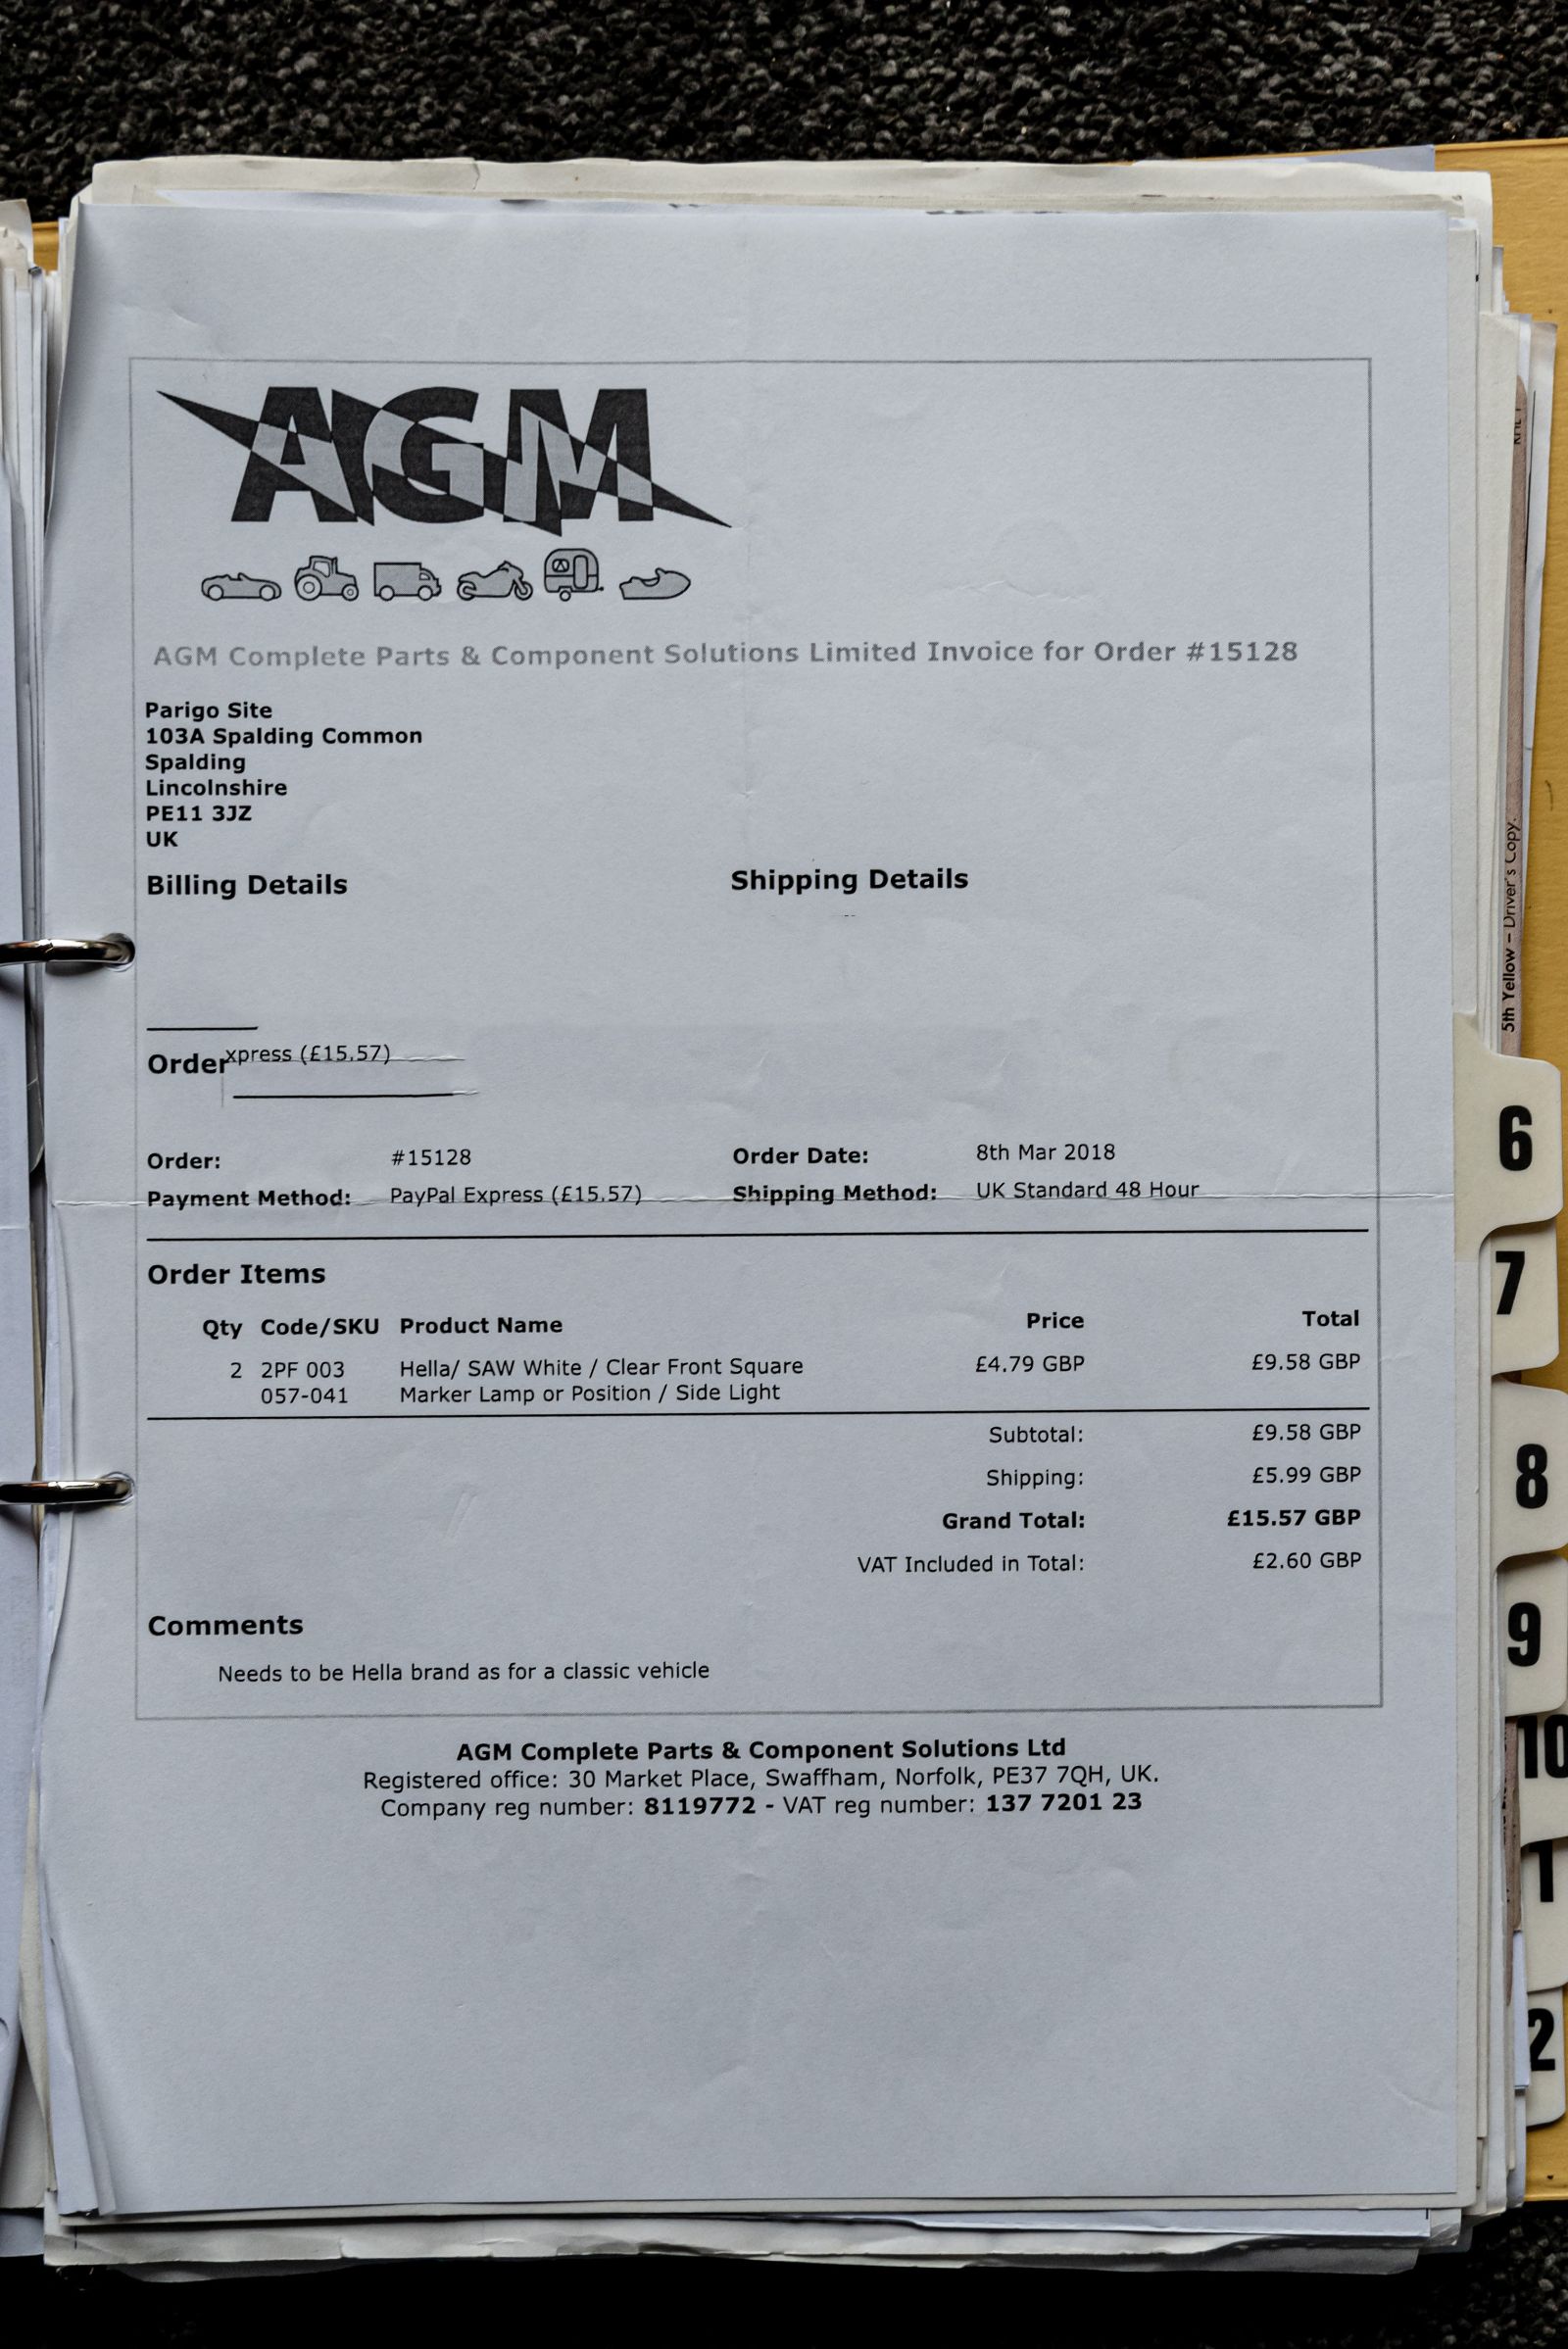 AGM
AGM Complete Parts & Component Solutions Limited Invoice for Order #15128
Parigo Site
103A Spalding Common
Spalding
Lincolnshire
PE11 3JZ
UK
Billing Details
Shipping Details
Order
xpress (£15.57)
Order: #15128 Order Date: 8th Mar 2018
Payment Method: PayPal Express (£15.57) Shipping Method: UK Standard 48 Hour
Order Items
Qty Code/SKU Product Name Price Total
2 2PF 003 Hella/ SAW White / Clear Front Square £4.79 GBP £9.58 GBP
057-041 Marker Lamp or Position / Side Light
Subtotal: £9.58 GBP
Shipping: £5.99 GBP
Grand Total: £15.57 GBP
VAT Included in Total: £2.60 GBP
Comments
Needs to be Hella brand as for a classic vehicle
AGM Complete Parts & Component Solutions Ltd
Registered office: 30 Market Place, Swaffham, Norfolk, PE37 7QH, UK.
Company reg number: 8119772 - VAT reg number: 137 7201 23
5th Yellow – Driver's Copy.
6
7
8
9
10
1
2